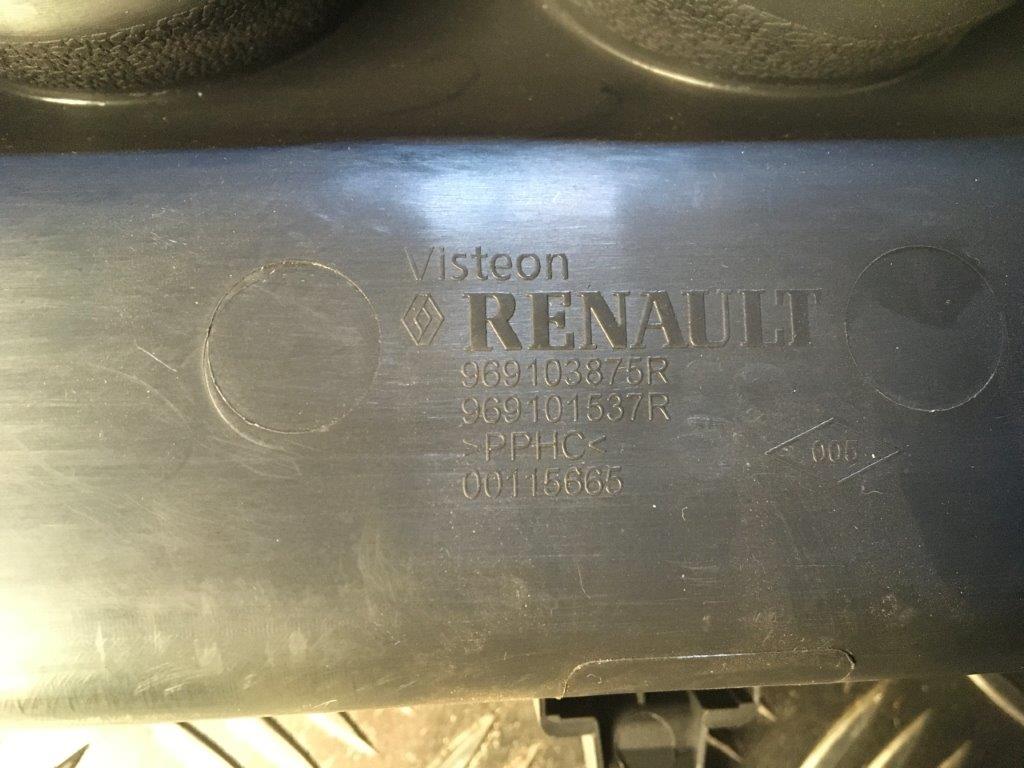 Visteon
RENAULT
969103875R
969101537R
>PPHC<
00115665
005